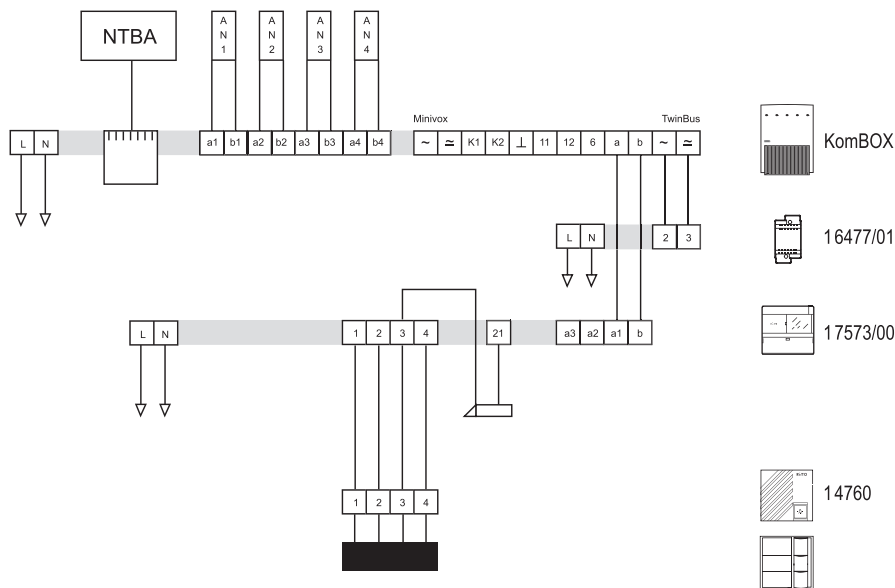 NTBA
A N 1
A N 2
A N 3
A N 4
Minivox
TwinBus
L N
a1 b1 a2 b2 a3 b3 a4 b4
~ ≃ K1 K2 ⊥ 11 12 6 a b ~ ≃
KomBOX
L N
2 3
16477/01
L N
1 2 3 4
21
a3 a2 a1 b
17573/00
1 2 3 4
14760